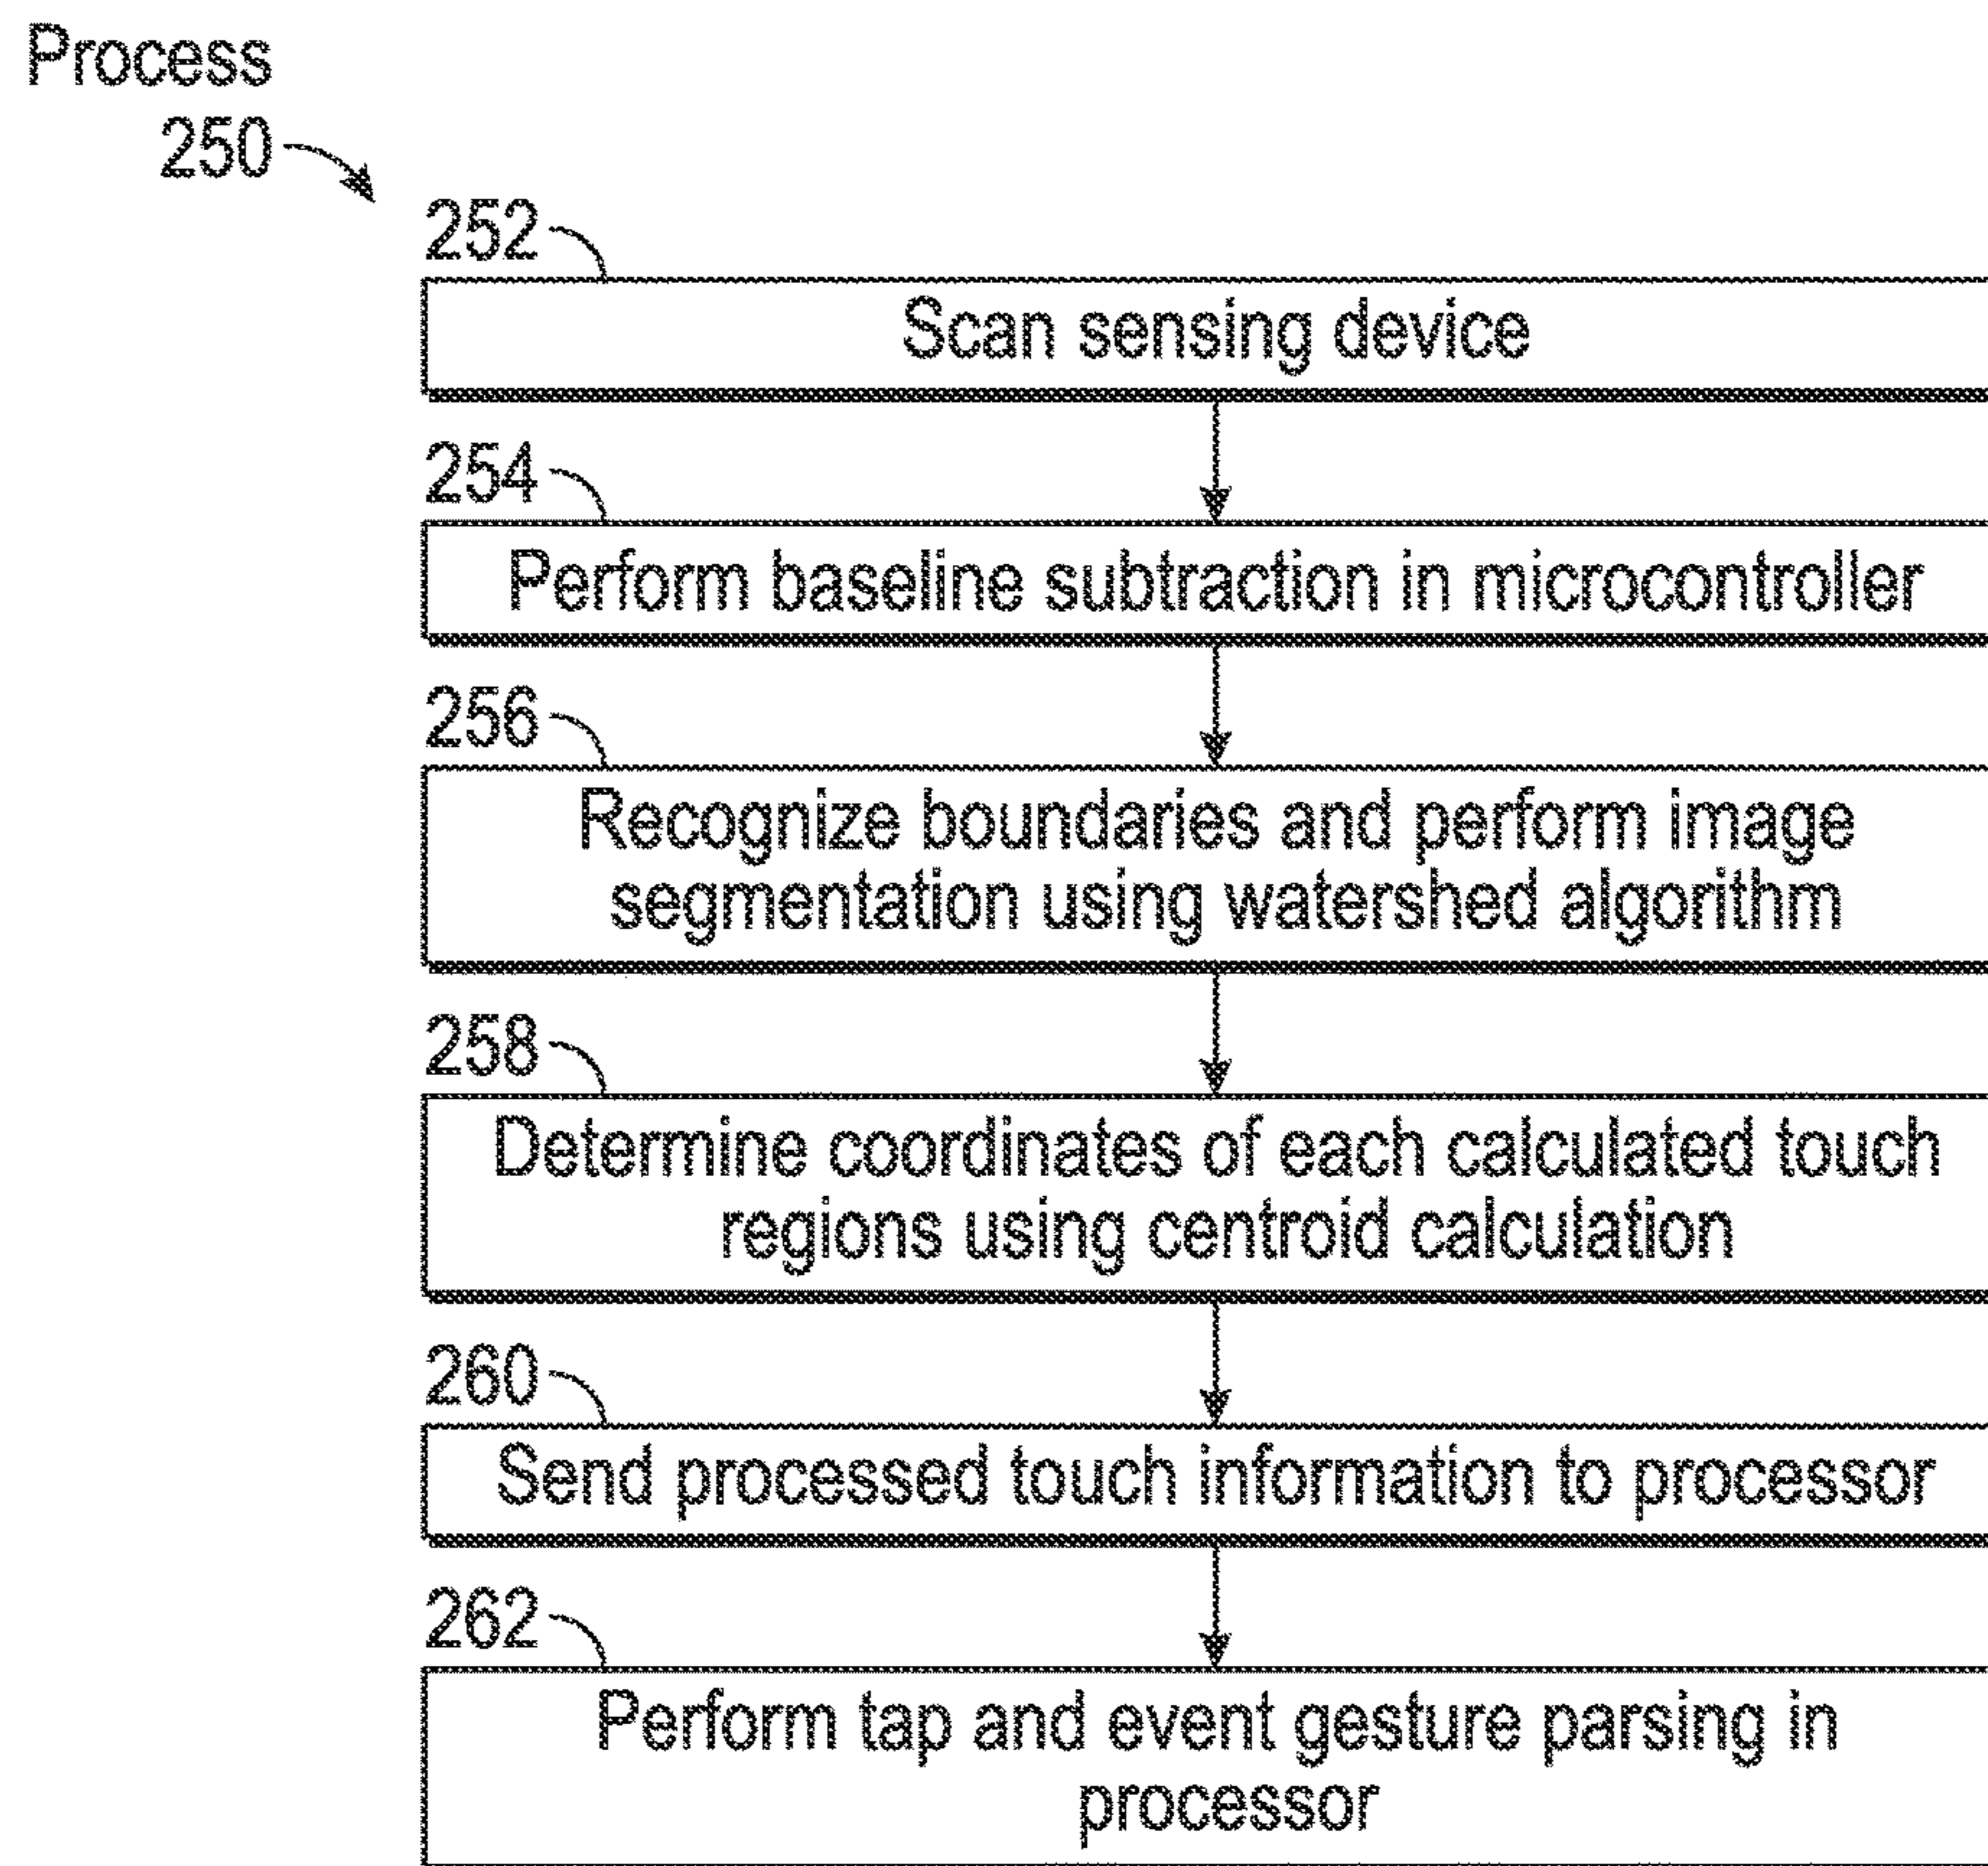 Process
250
252
Scan sensing device
254
Perform baseline subtraction in microcontroller
256
Recognize boundaries and perform image
segmentation using watershed algorithm
258
Determine coordinates of each calculated touch
regions using centroid calculation
260
Send processed touch information to processor
262
Perform tap and event gesture parsing in
processor